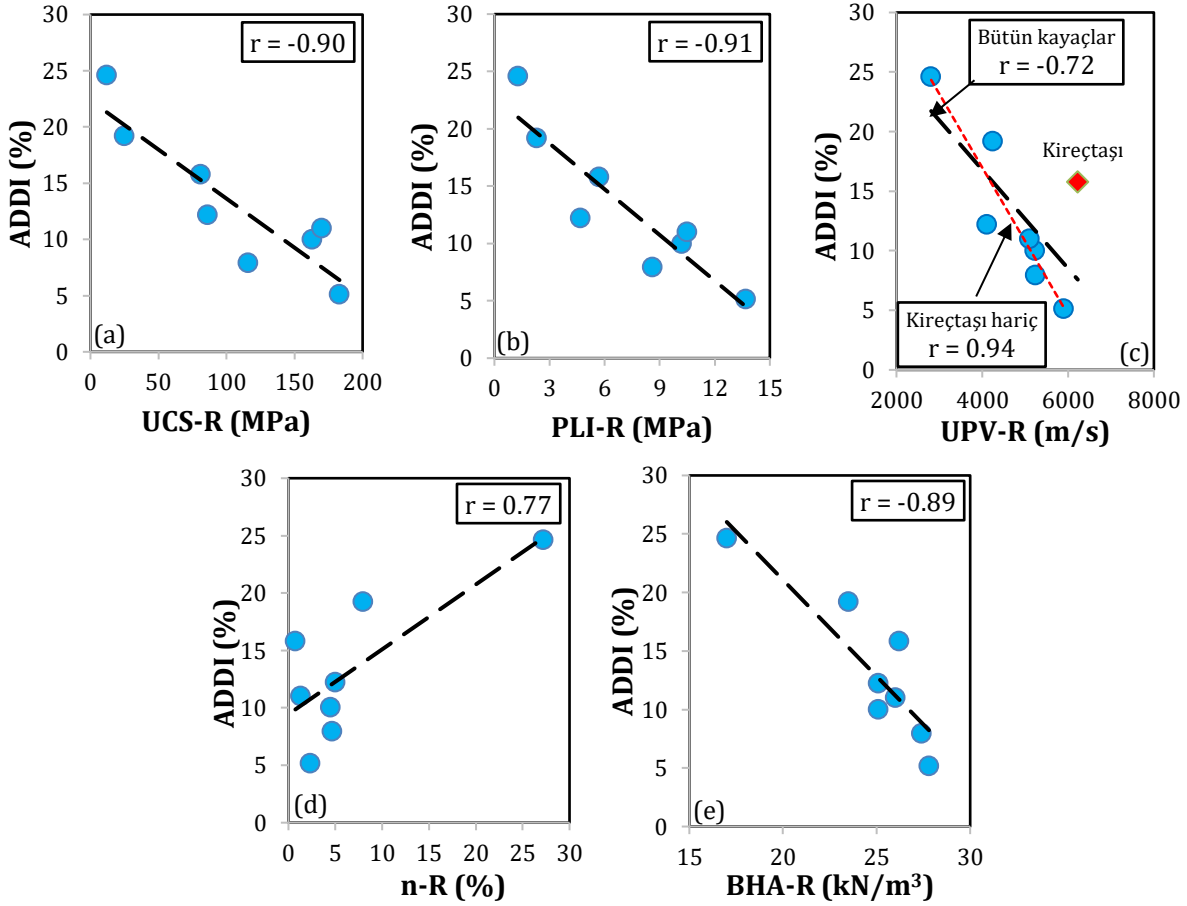 30
25
20
15
10
5
0
ADDI (%)
r = -0.90
(a)
0 50 100 150 200
UCS-R (MPa)
30
25
20
15
10
5
0
ADDI (%)
r = -0.91
(b)
0 3 6 9 12 15
PLI-R (MPa)
30
25
20
15
10
5
0
ADDI (%)
Bütün kayaçlar
r = -0.72
Kireçtaşı
Kireçtaşı hariç
r = 0.94
(c)
2000 4000 6000 8000
UPV-R (m/s)
30
25
20
15
10
5
0
ADDI (%)
r = 0.77
(d)
0 5 10 15 20 25 30
n-R (%)
30
25
20
15
10
5
0
ADDI (%)
r = -0.89
(e)
15 20 25 30
BHA-R (kN/m³)